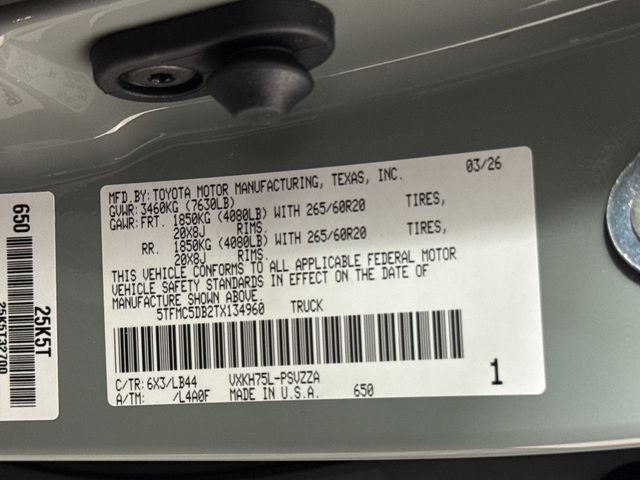 MFD.BY: TOYOTA MOTOR MANUFACTURING, TEXAS, INC. 03/26
GVWR: 3460KG (7630LB)
GAWR: FRT. 1850KG (4080LB) WITH 265/60R20 TIRES,
20X8J RIMS.
RR. 1850KG (4080LB) WITH 265/60R20 TIRES,
20X8J RIMS.
THIS VEHICLE CONFORMS TO ALL APPLICABLE FEDERAL MOTOR
VEHICLE SAFETY STANDARDS IN EFFECT ON THE DATE OF
MANUFACTURE SHOWN ABOVE.
5TFMC5DB2TX134960 TRUCK
C/TR: 6X3/LB44 VXKH75L-PSVZZA
A/TM: /L4A0F MADE IN U.S.A. 650
1
650
25K5T